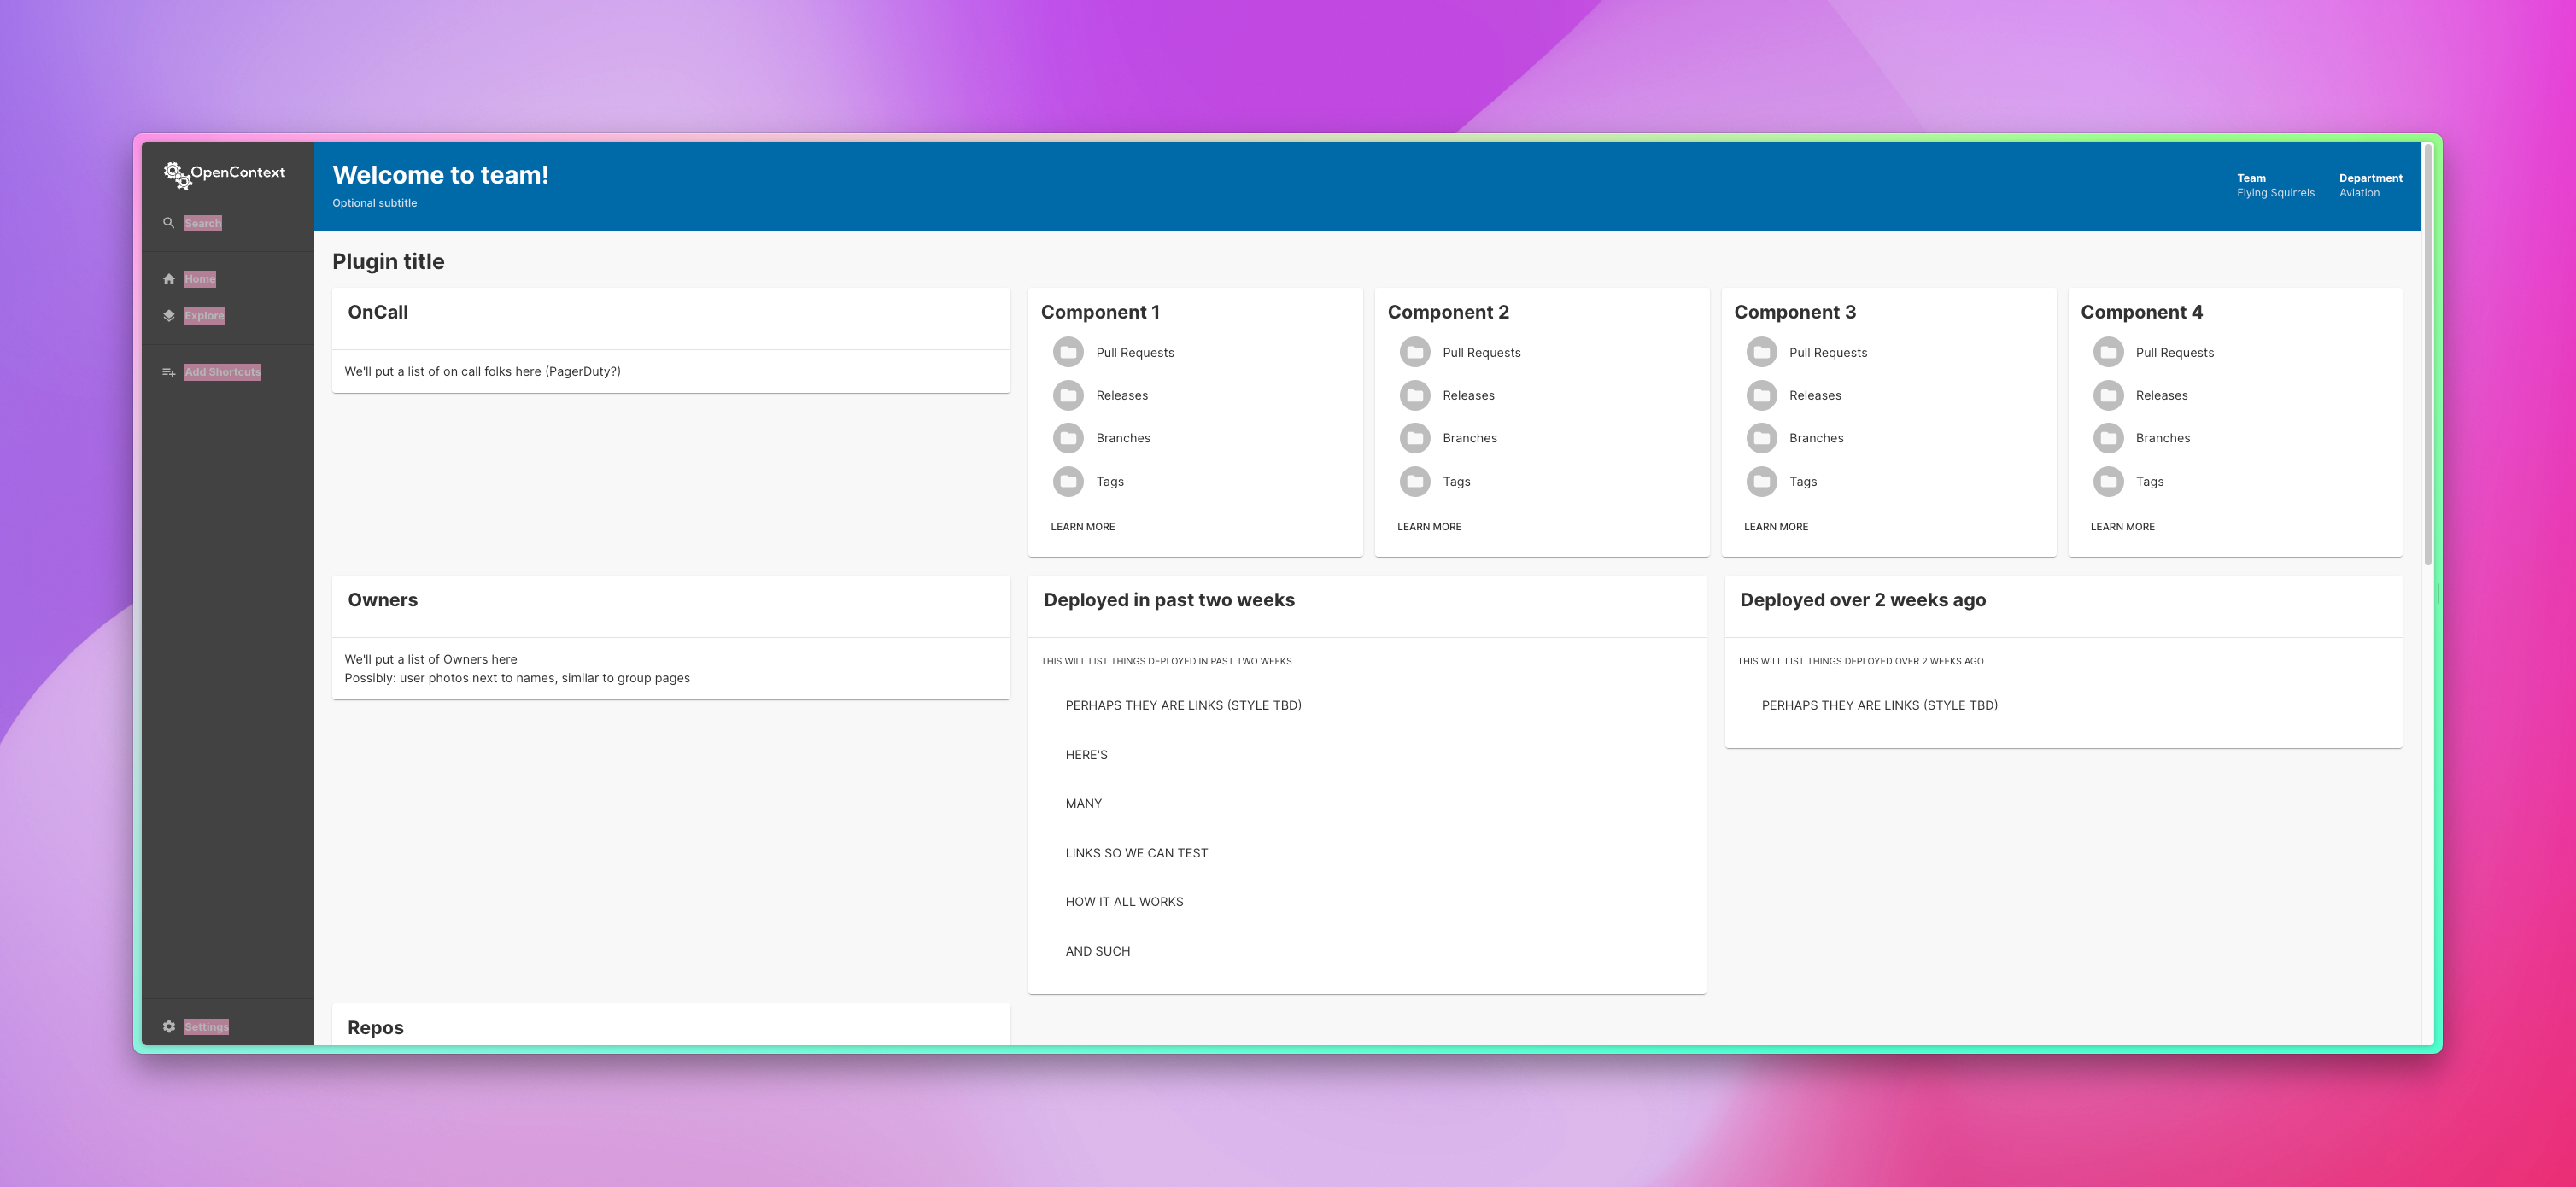 OpenContext
Search
Home
Explore
Add Shortcuts
Settings
Welcome to team!
Optional subtitle
Team
Flying Squirrels
Department
Aviation
Plugin title
OnCall
We'll put a list of on call folks here (PagerDuty?)
Component 1
Pull Requests
Releases
Branches
Tags
LEARN MORE
Component 2
Pull Requests
Releases
Branches
Tags
LEARN MORE
Component 3
Pull Requests
Releases
Branches
Tags
LEARN MORE
Component 4
Pull Requests
Releases
Branches
Tags
LEARN MORE
Owners
We'll put a list of Owners here
Possibly: user photos next to names, similar to group pages
Deployed in past two weeks
THIS WILL LIST THINGS DEPLOYED IN PAST TWO WEEKS
PERHAPS THEY ARE LINKS (STYLE TBD)
HERE'S
MANY
LINKS SO WE CAN TEST
HOW IT ALL WORKS
AND SUCH
Deployed over 2 weeks ago
THIS WILL LIST THINGS DEPLOYED OVER 2 WEEKS AGO
PERHAPS THEY ARE LINKS (STYLE TBD)
Repos